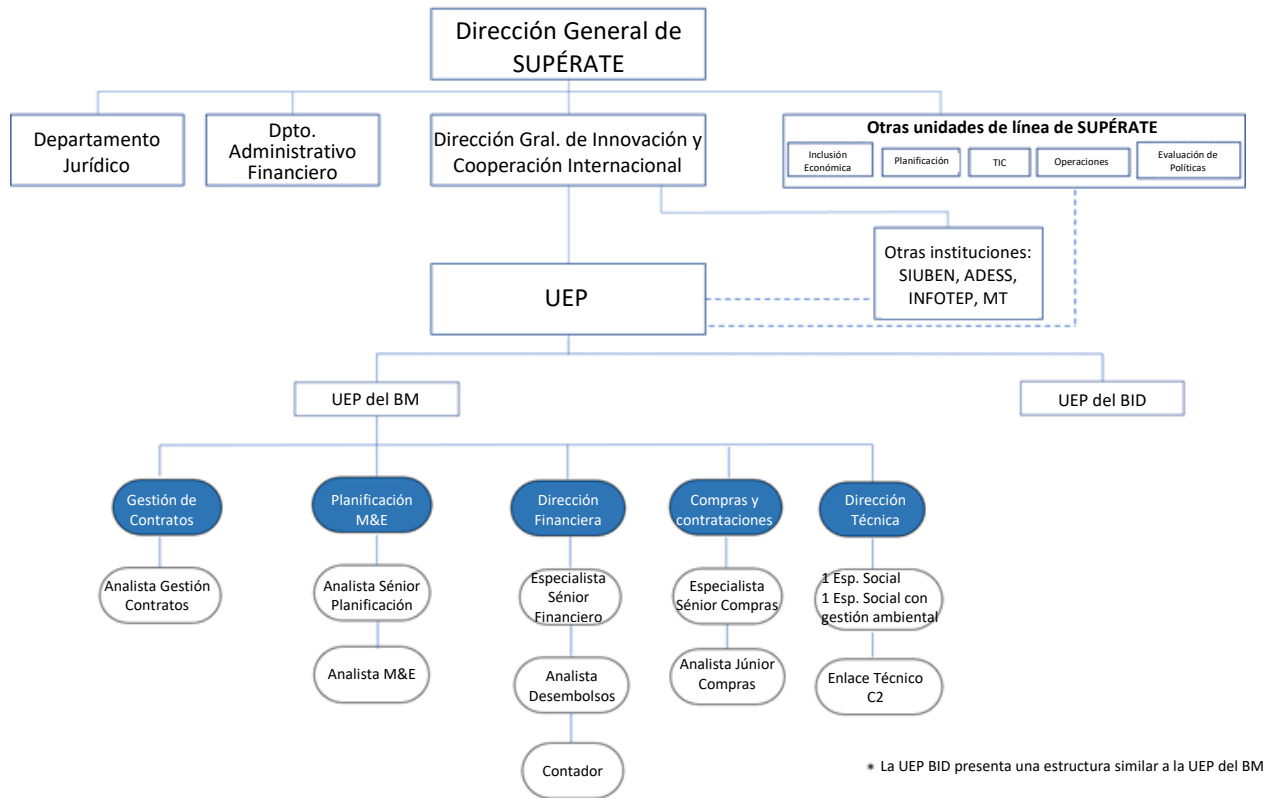 Dirección General de
SUPÉRATE
Departamento
Jurídico
Dpto.
Administrativo
Financiero
Dirección Gral. de Innovación y
Cooperación Internacional
Otras unidades de línea de SUPÉRATE
Inclusión
Económica
Planificación
TIC
Operaciones
Evaluación de
Políticas
Otras instituciones:
SIUBEN, ADESS,
INFOTEP, MT
UEP
UEP del BM
UEP del BID
Gestión de
Contratos
Planificación
M&E
Dirección
Financiera
Compras y
contrataciones
Dirección
Técnica
Analista Gestión
Contratos
Analista Sénior
Planificación
Especialista
Sénior
Financiero
Especialista
Sénior Compras
1 Esp. Social
1 Esp. Social con
gestión ambiental
Analista M&E
Analista
Desembolsos
Analista Júnior
Compras
Enlace Técnico
C2
Contador
* La UEP BID presenta una estructura similar a la UEP del BM